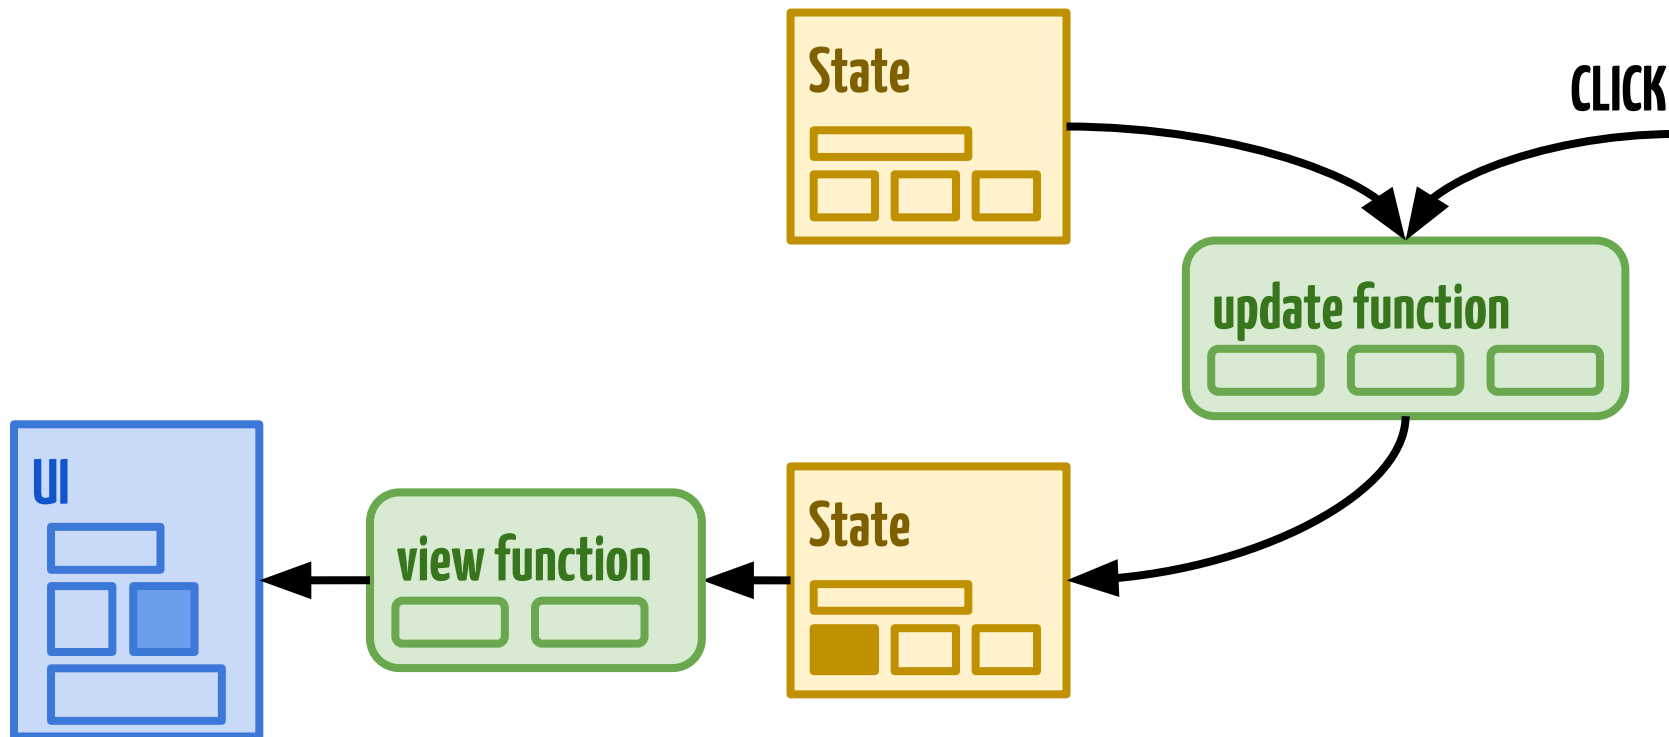 State
CLICK
update function
UI
view function
State